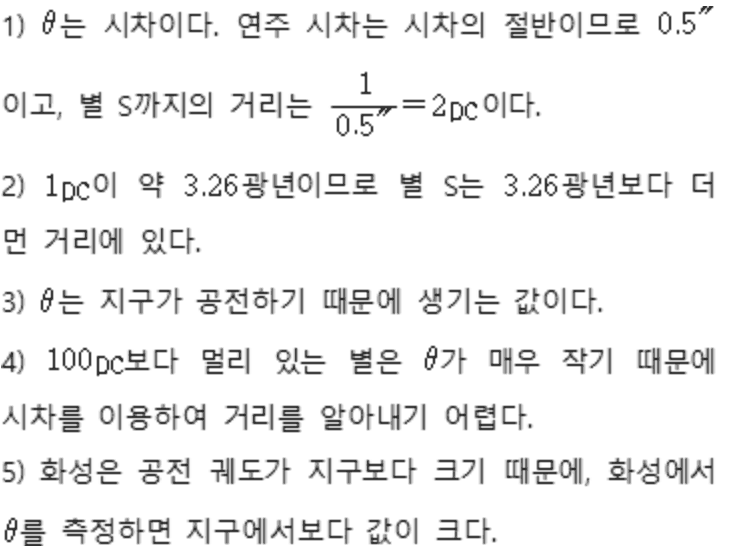 1) θ는 시차이다. 연주 시차는 시차의 절반이므로 0.5″
이고, 별 S까지의 거리는 1/0.5″=2pc이다.
2) 1pc이 약 3.26광년이므로 별 S는 3.26광년보다 더
먼 거리에 있다.
3) θ는 지구가 공전하기 때문에 생기는 값이다.
4) 100pc보다 멀리 있는 별은 θ가 매우 작기 때문에
시차를 이용하여 거리를 알아내기 어렵다.
5) 화성은 공전 궤도가 지구보다 크기 때문에, 화성에서
θ를 측정하면 지구에서보다 값이 크다.